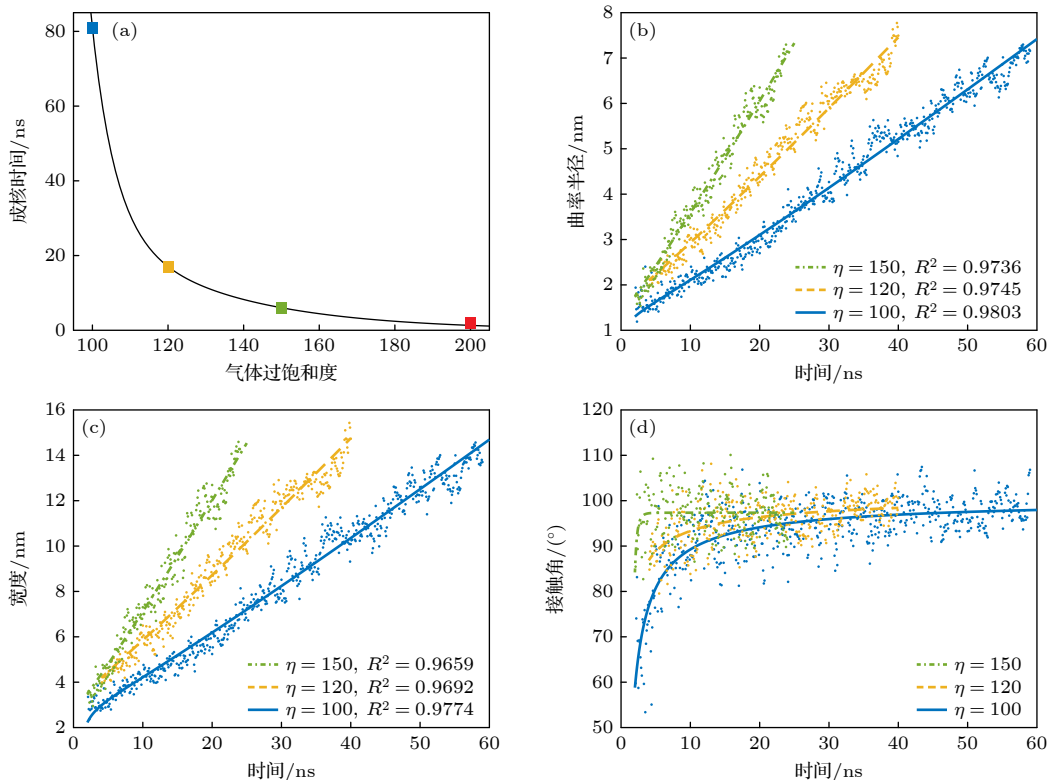 (a)
80
60
40
20
0
100 120 140 160 180 200
成核时间/ns
气体过饱和度
(b)
8
7
6
5
4
3
2
1
0 10 20 30 40 50 60
曲率半径/nm
时间/ns
η = 150, R² = 0.9736
η = 120, R² = 0.9745
η = 100, R² = 0.9803
(c)
16
14
12
10
8
6
4
2
0 10 20 30 40 50 60
宽度/nm
时间/ns
η = 150, R² = 0.9659
η = 120, R² = 0.9692
η = 100, R² = 0.9774
(d)
120
110
100
90
80
70
60
50
0 10 20 30 40 50 60
接触角/(°)
时间/ns
η = 150
η = 120
η = 100